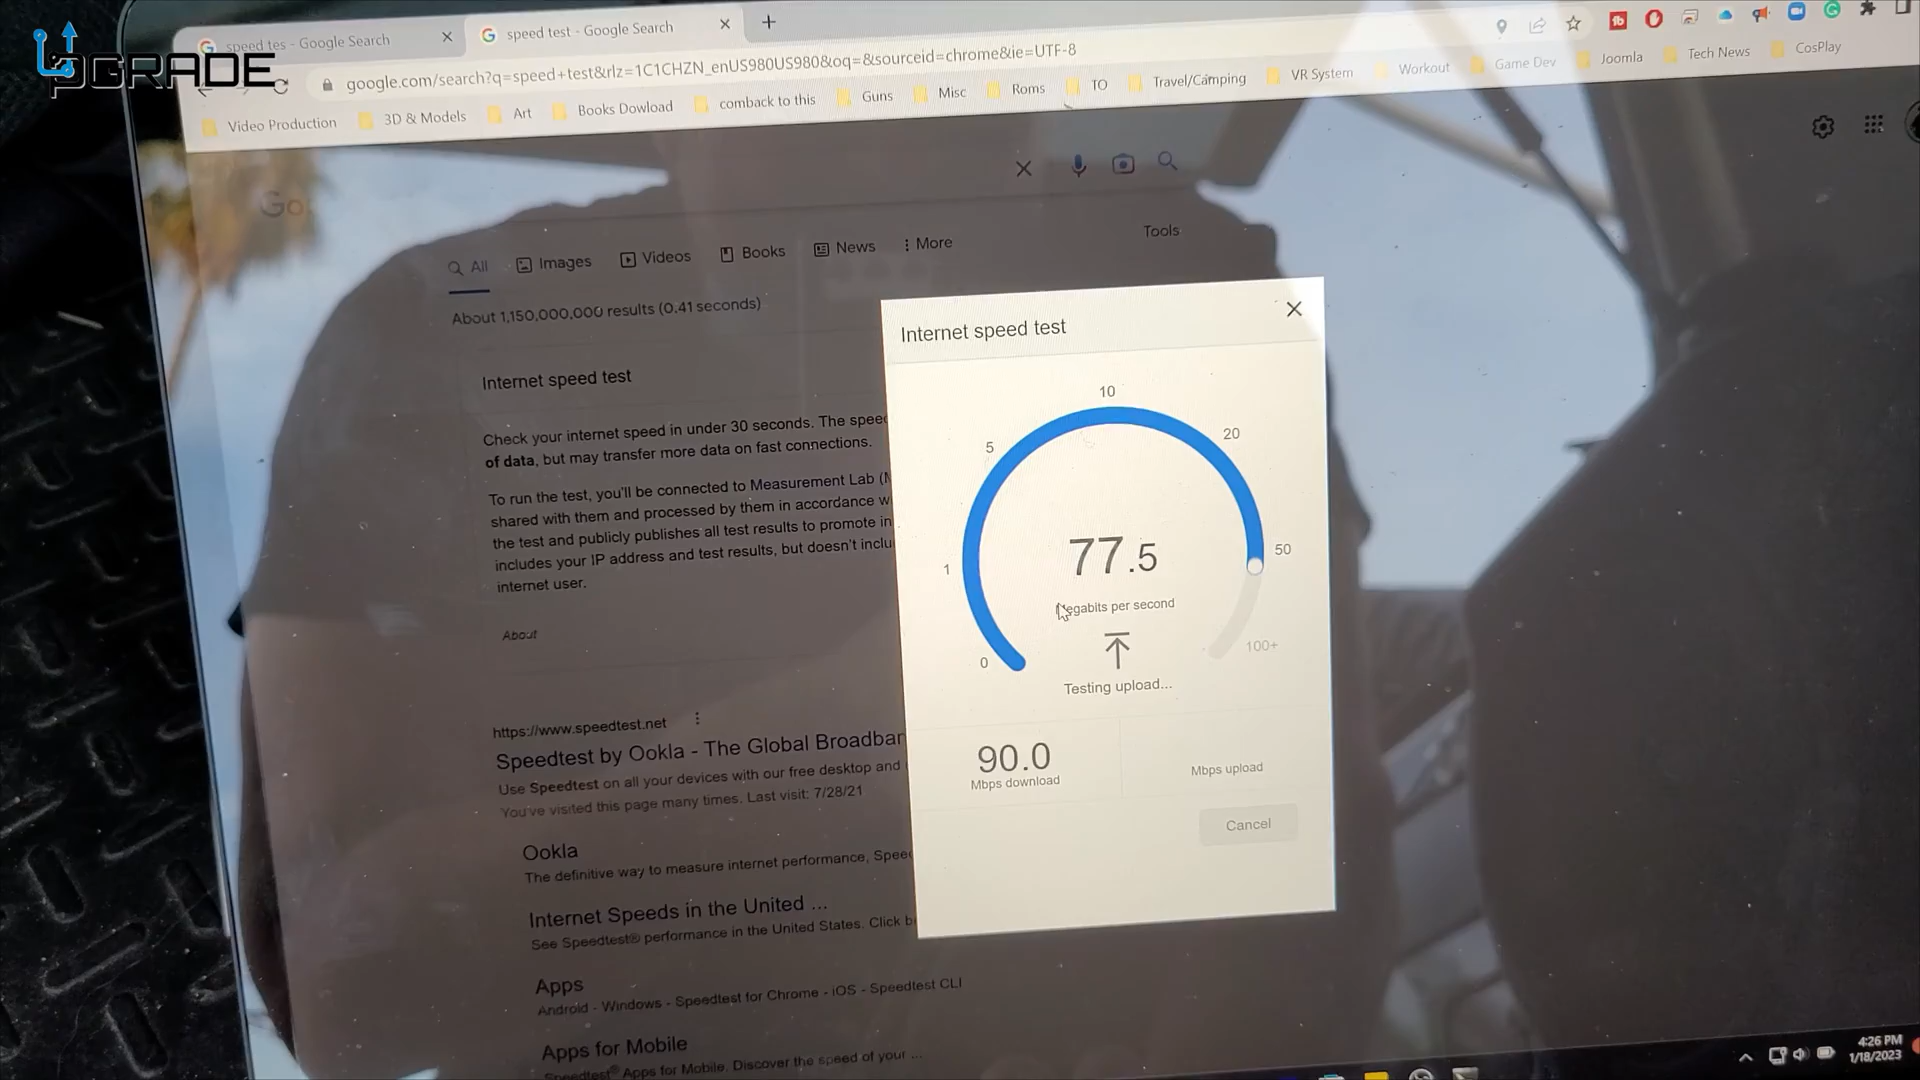 UPGRADE
speed tes - Google Search
speed test - Google Search
google.com/search?q=speed+test&rlz=1C1CHZN_enUS980US980&oq=&sourceid=chrome&ie=UTF-8
Video Production
3D & Models
Art
Books Dowload
comback to this
Guns
Misc
Roms
TO
Travel/Camping
VR System
Workout
Game Dev
Joomla
Tech News
CosPlay
Go
All
Images
Videos
Books
News
More
Tools
About 1,150,000,000 results (0.41 seconds)
Internet speed test
Check your internet speed in under 30 seconds. The
of data, but may transfer more data on fast connections.
To run the test, you'll be connected to Measurement Lab
shared with them and processed by them in accordance
the test and publicly publishes all test results to promote
includes your IP address and test results, but doesn't
internet user.
About
https://www.speedtest.net
Speedtest by Ookla - The Global
Use Speedtest on all your devices with our free desktop and
You've visited this page many times. Last visit: 7/28/21
Ookla
The definitive way to measure internet performance,
Internet Speeds in the United ...
See Speedtest® performance in the United States. Click
Apps
Android - Windows - Speedtest for Chrome - iOS - Speedtest CLI
Apps for Mobile
Speedtest® Apps for Mobile. Discover the speed of your ...
Internet speed test
0
1
5
10
20
50
100+
77.5
Megabits per second
Testing upload...
90.0
Mbps download
Mbps upload
Cancel
4:26 PM
1/18/2023